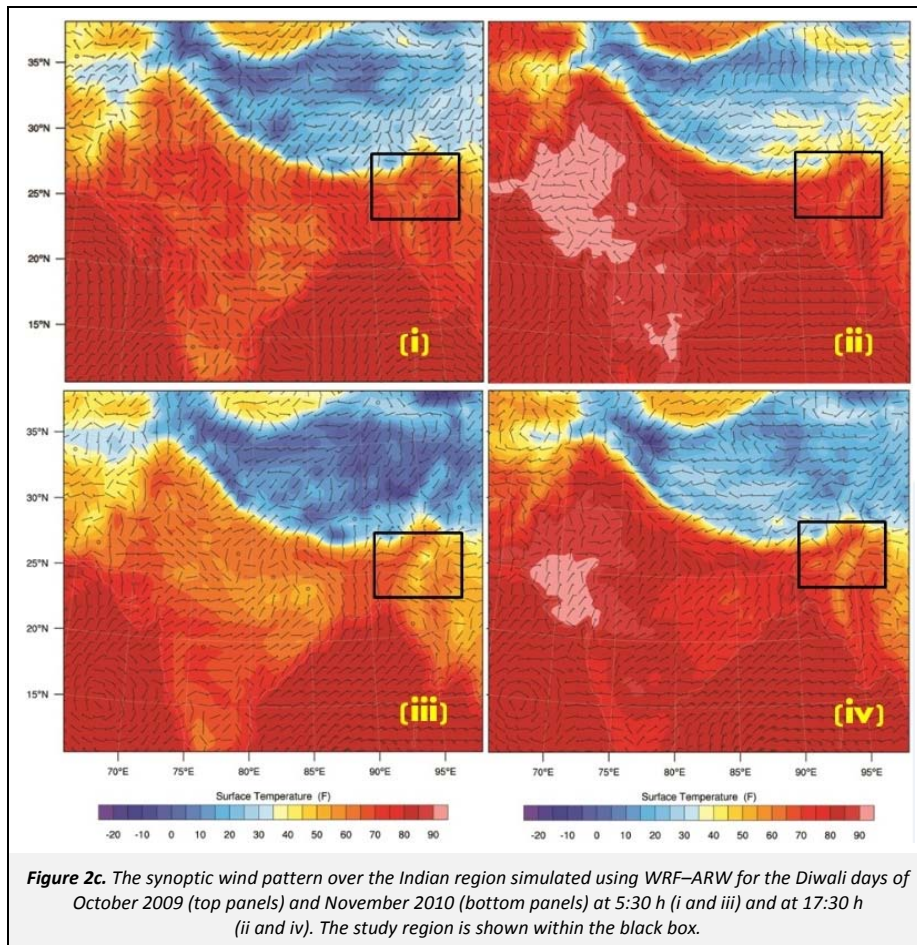 35°N
30°N
25°N
20°N
15°N
(i)
(ii)
35°N
30°N
25°N
20°N
15°N
(iii)
(iv)
70°E 75°E 80°E 85°E 90°E 95°E
70°E 75°E 80°E 85°E 90°E 95°E
Surface Temperature (F)
Surface Temperature (F)
-20 -10 0 10 20 30 40 50 60 70 80 90
-20 -10 0 10 20 30 40 50 60 70 80 90
Figure 2c. The synoptic wind pattern over the Indian region simulated using WRF–ARW for the Diwali days of
October 2009 (top panels) and November 2010 (bottom panels) at 5:30 h (i and iii) and at 17:30 h
(ii and iv). The study region is shown within the black box.